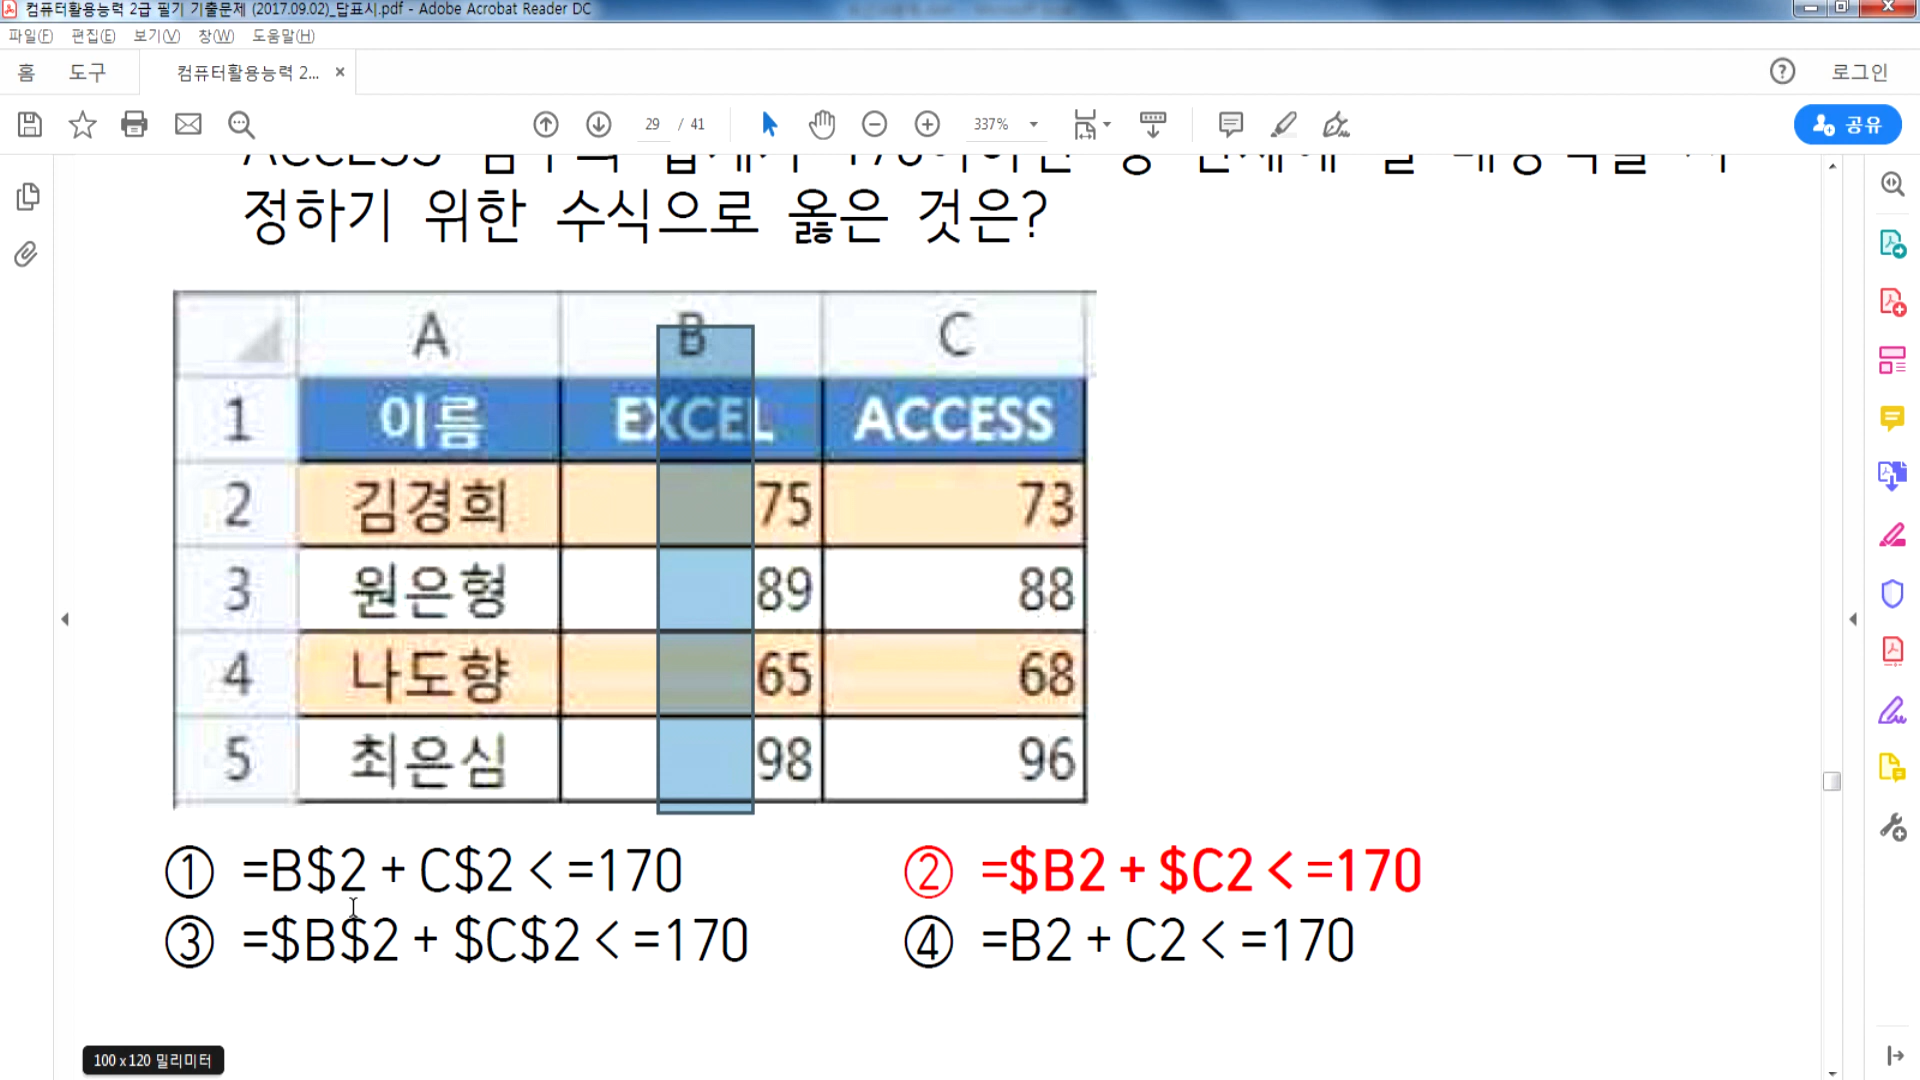 컴퓨터활용능력 2급 필기 기출문제 (2017.09.02)_답표시.pdf - Adobe Acrobat Reader DC
파일(F) 편집(E) 보기(V) 창(W) 도움말(H)
홈 도구 컴퓨터활용능력 2... × 로그인
29 / 41 337% 공유
ACCESS
정하기 위한 수식으로 옳은 것은?
A B C
1 이름 EXCEL ACCESS
2 김경희 75 73
3 원은형 89 88
4 나도향 65 68
5 최은심 98 96
① =B$2 + C$2 < =170 ② =$B2 + $C2 < =170
③ =$B$2 + $C$2 < =170 ④ =B2 + C2 < =170
100 x 120 밀리미터